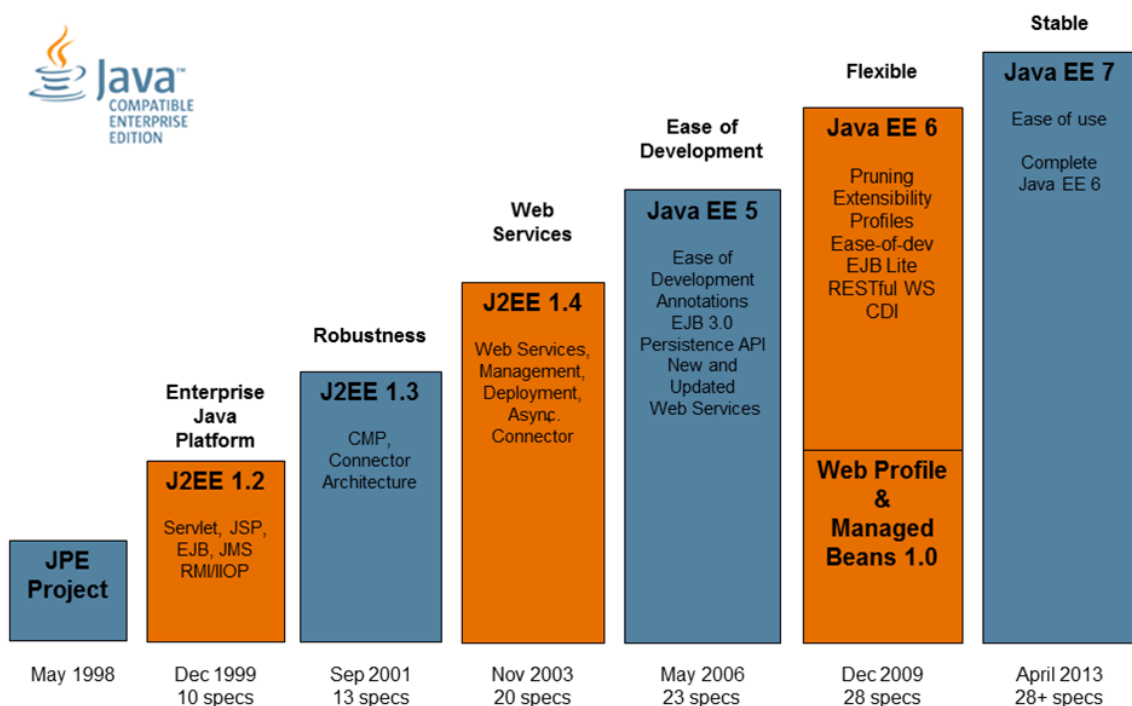 Java™
COMPATIBLE
ENTERPRISE
EDITION
JPE
Project
May 1998
Enterprise
Java
Platform
J2EE 1.2
Servlet, JSP,
EJB, JMS
RMI/IIOP
Dec 1999
10 specs
Robustness
J2EE 1.3
CMP,
Connector
Architecture
Sep 2001
13 specs
Web
Services
J2EE 1.4
Web Services,
Management,
Deployment,
Async.
Connector
Nov 2003
20 specs
Ease of
Development
Java EE 5
Ease of
Development
Annotations
EJB 3.0
Persistence API
New and
Updated
Web Services
May 2006
23 specs
Flexible
Java EE 6
Pruning
Extensibility
Profiles
Ease-of-dev
EJB Lite
RESTful WS
CDI
Web Profile
&
Managed
Beans 1.0
Dec 2009
28 specs
Stable
Java EE 7
Ease of use
Complete
Java EE 6
April 2013
28+ specs